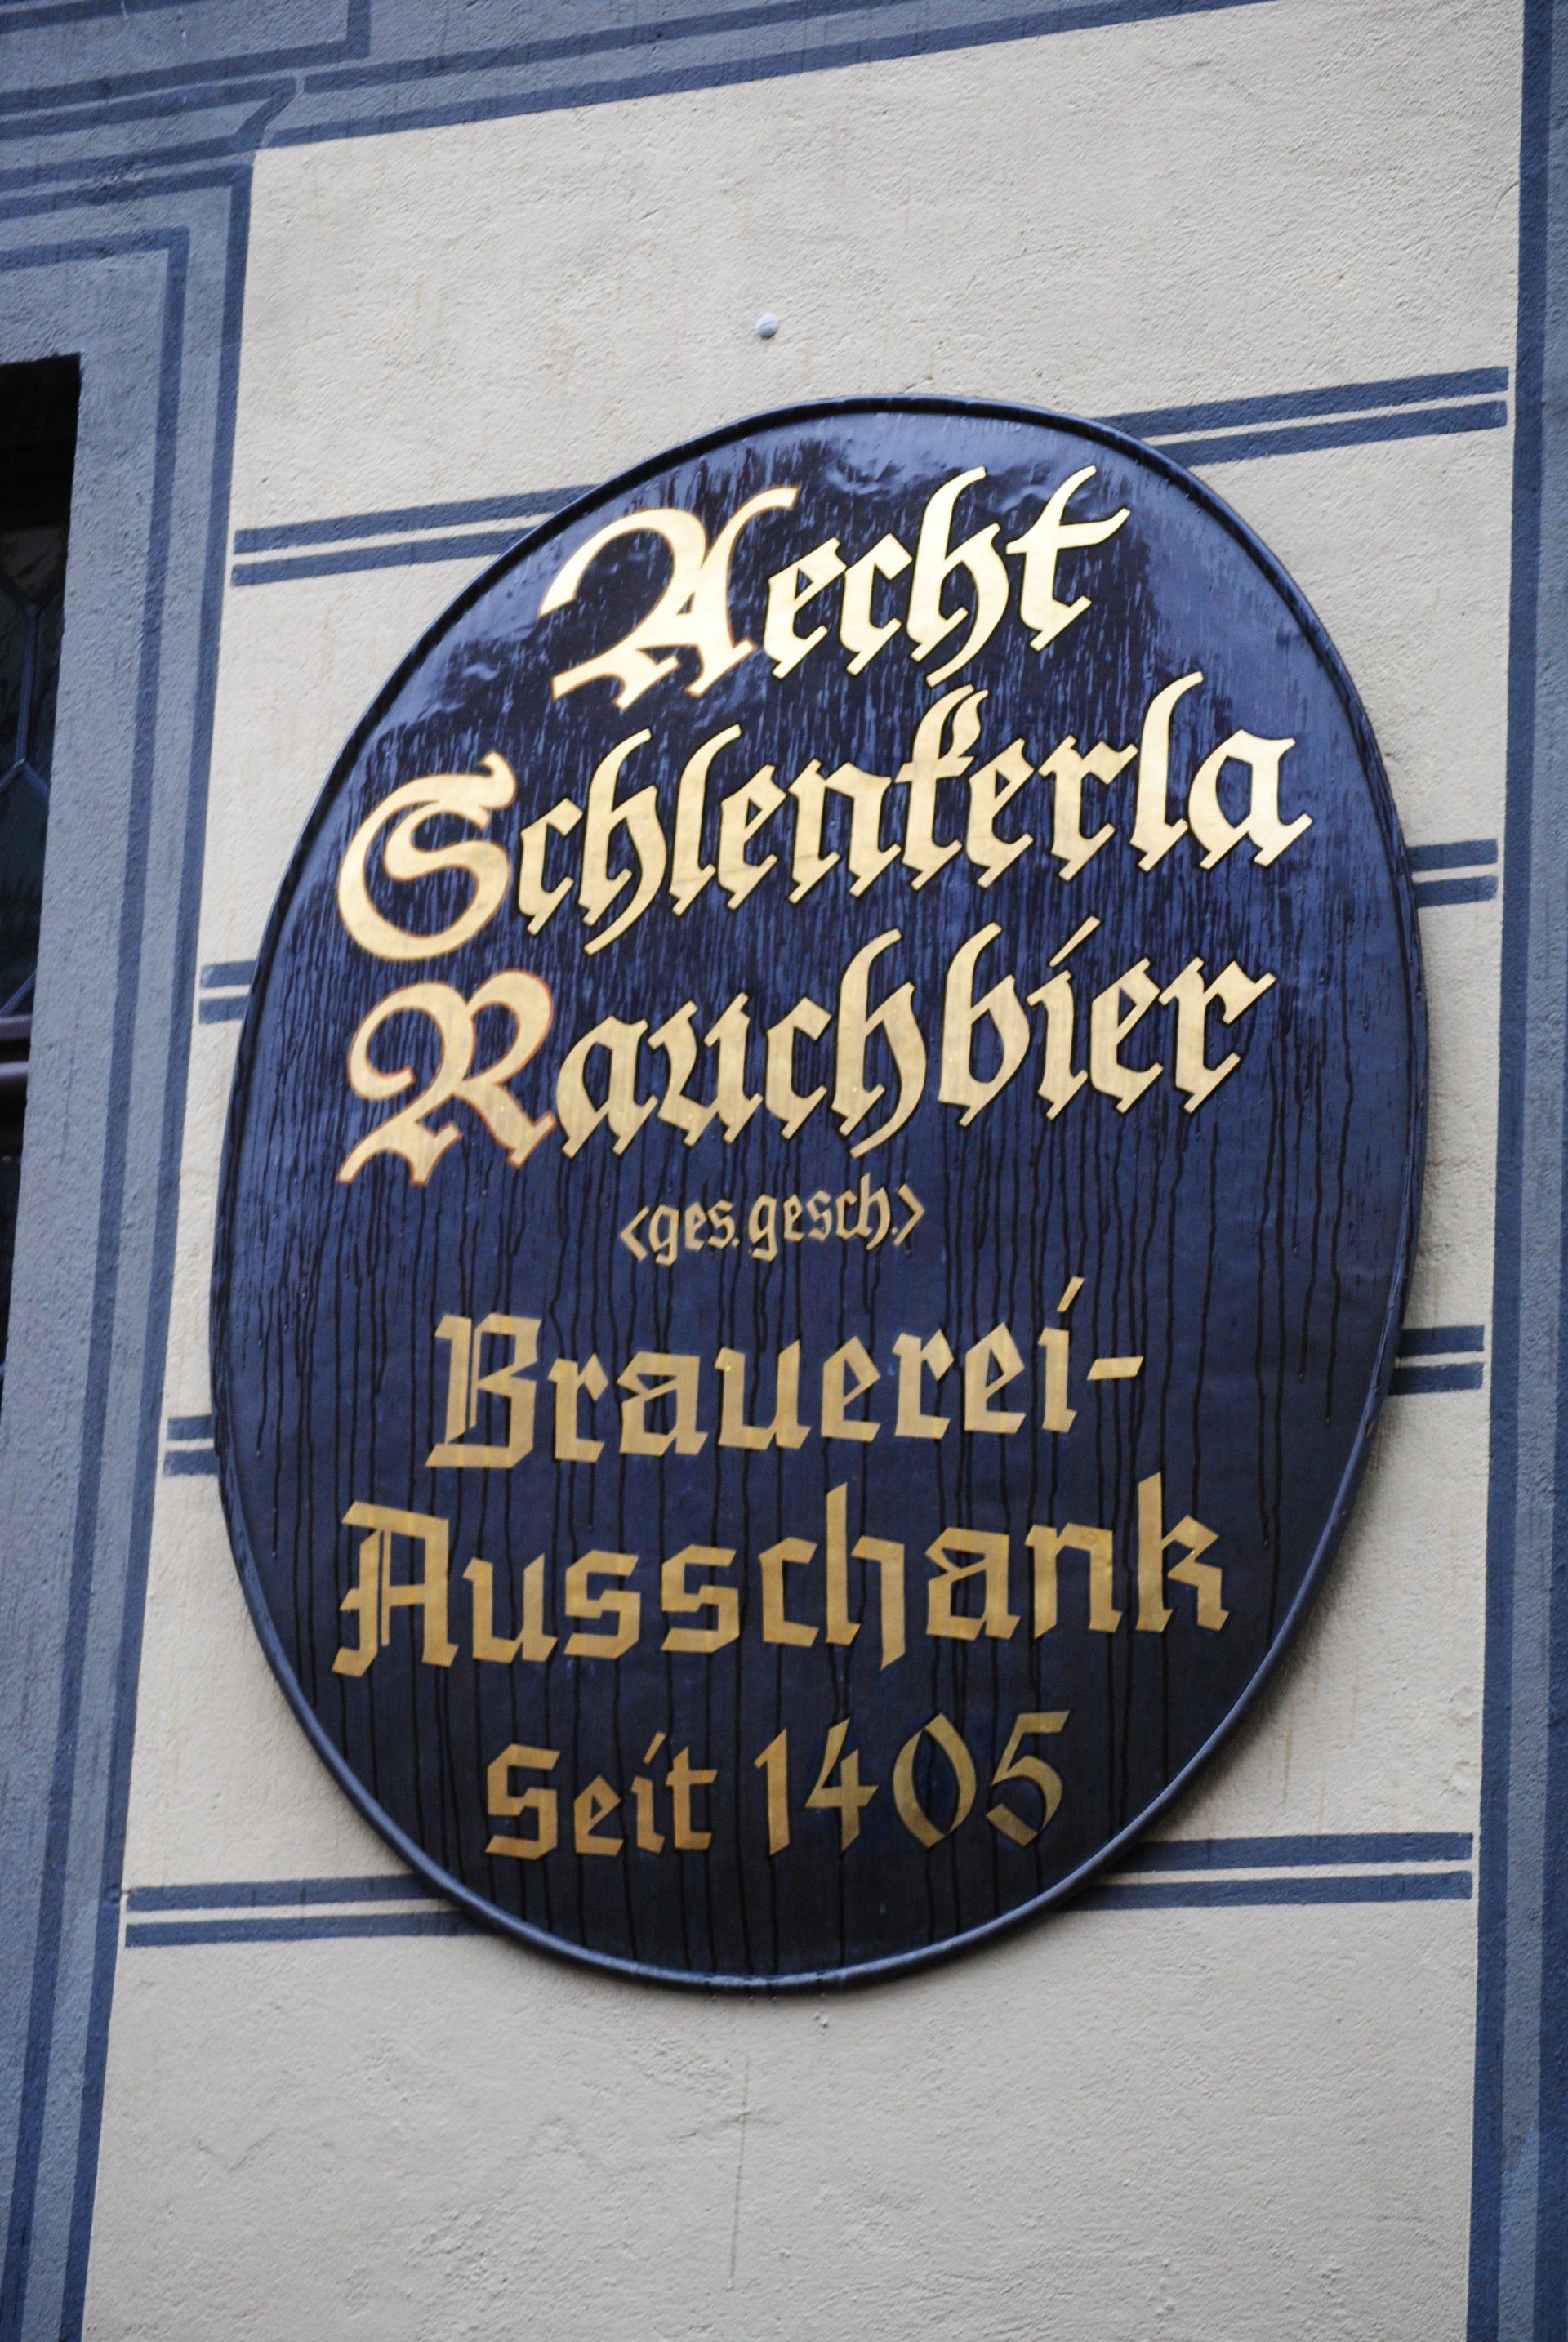 Aecht
Schlenkerla
Rauchbier
<ges. gesch.>
Brauerei-
Ausschank
Seit 1405